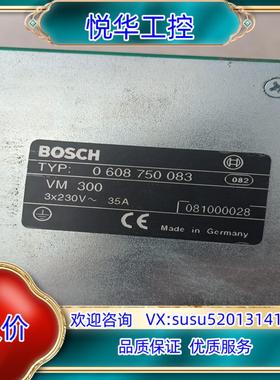 悦华工控
BOSCH
TYP: 0 608 750 083
082
VM 300
3x230V~ 35A
081000028
CE
Made in Germany
价
欢迎咨询 VX:susu52013141
品质保证 优质服务